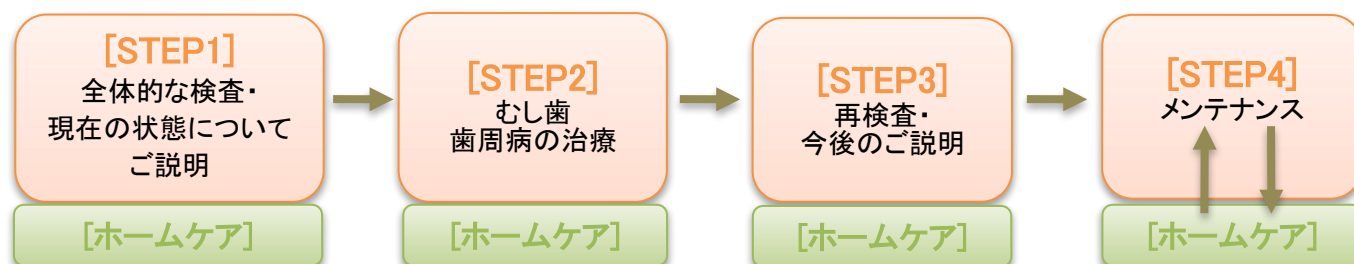 [STEP1]
全体的な検査・
現在の状態について
ご説明
[ホームケア]
[STEP2]
むし歯
歯周病の治療
[ホームケア]
[STEP3]
再検査・
今後のご説明
[ホームケア]
[STEP4]
メンテナンス
[ホームケア]